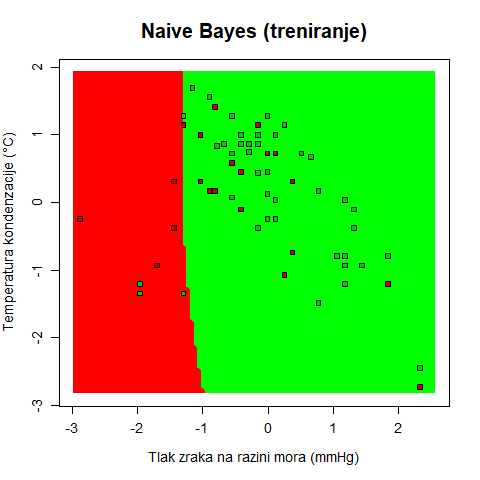 Naive Bayes (treniranje)
Temperatura kondenzacije (°C)
2
1
0
-1
-2
-3
-3 -2 -1 0 1 2
Tlak zraka na razini mora (mmHg)